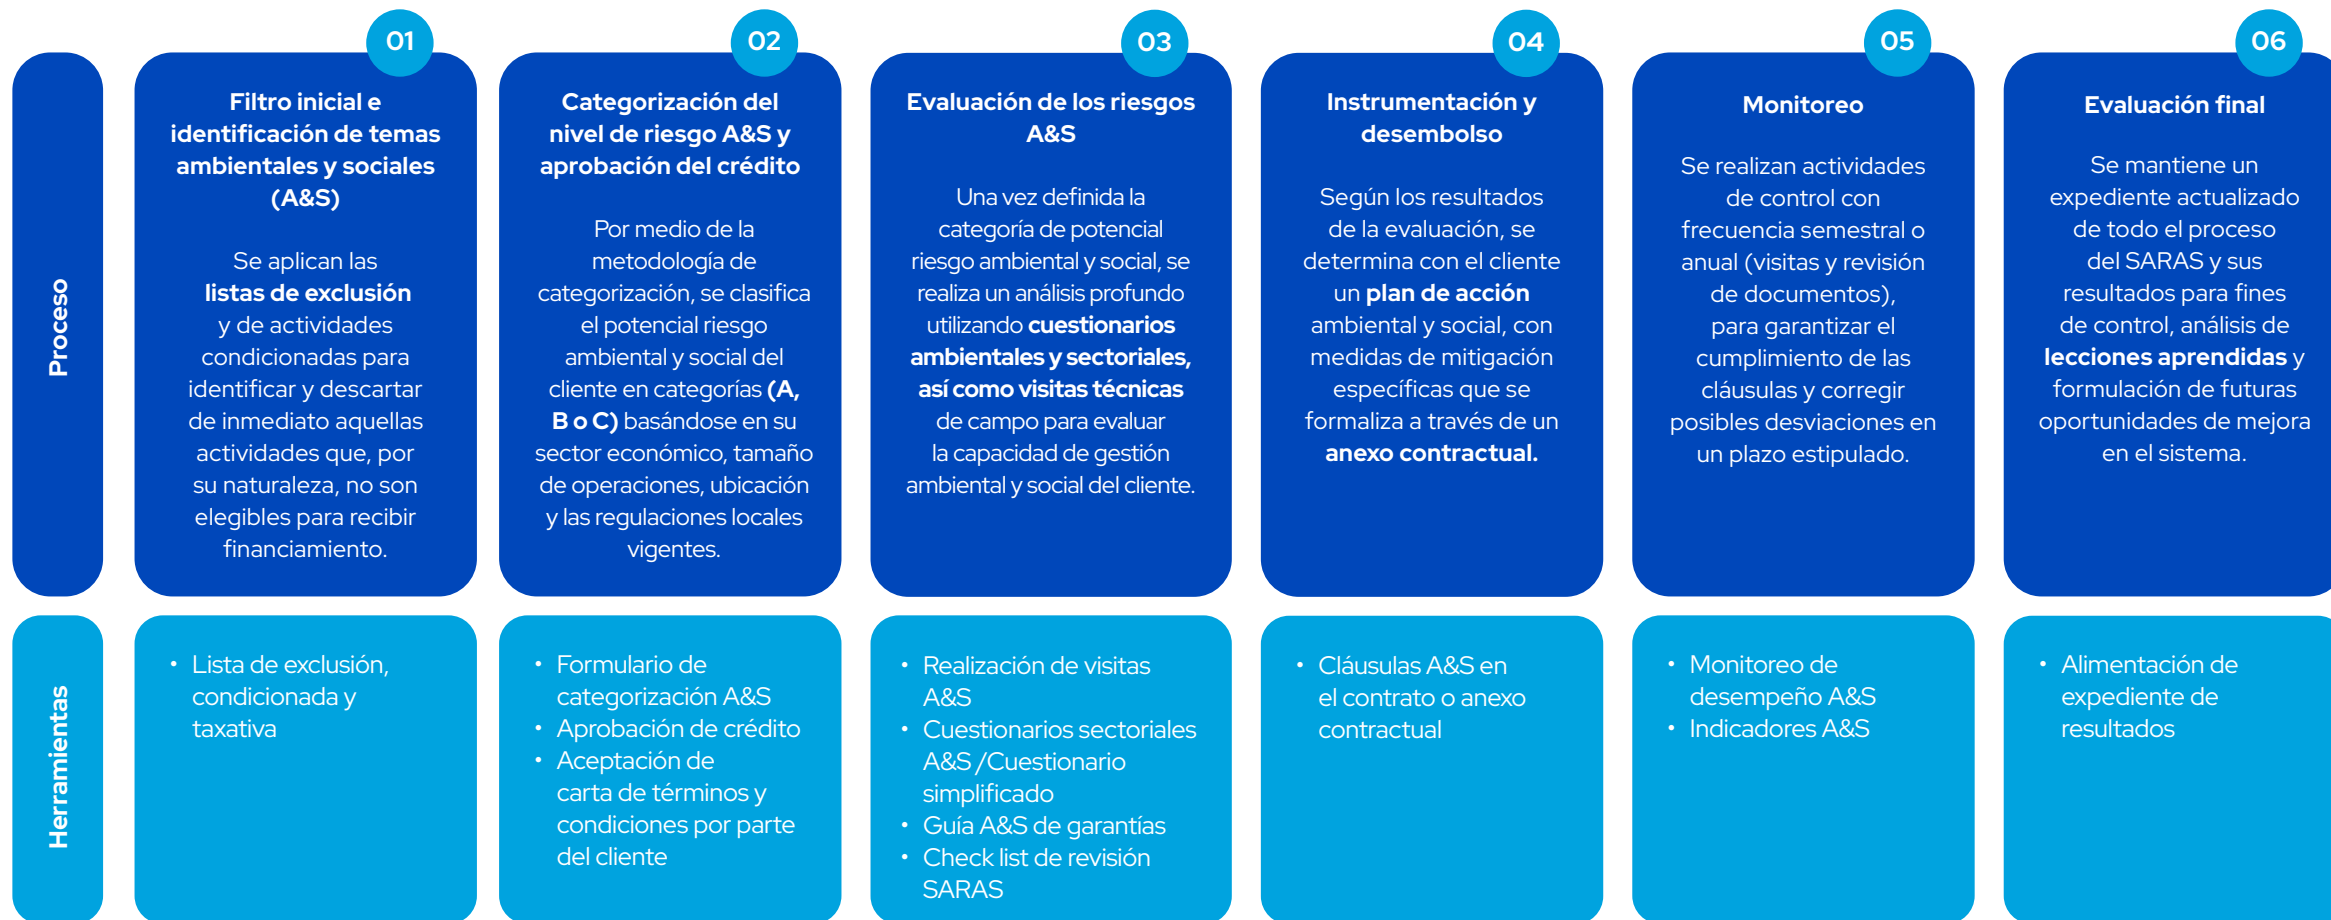 Proceso
01
Filtro inicial e
identificación de temas
ambientales y sociales
(A&S)
Se aplican las
listas de exclusión
y de actividades
condicionadas para
identificar y descartar
de inmediato aquellas
actividades que, por
su naturaleza, no son
elegibles para recibir
financiamiento.
02
Categorización del
nivel de riesgo A&S y
aprobación del crédito
Por medio de la
metodología de
categorización, se clasifica
el potencial riesgo
ambiental y social del
cliente en categorías (A,
B o C) basándose en su
sector económico, tamaño
de operaciones, ubicación
y las regulaciones locales
vigentes.
03
Evaluación de los riesgos
A&S
Una vez definida la
categoría de potencial
riesgo ambiental y social, se
realiza un análisis profundo
utilizando cuestionarios
ambientales y sectoriales,
así como visitas técnicas
de campo para evaluar
la capacidad de gestión
ambiental y social del cliente.
04
Instrumentación y
desembolso
Según los resultados
de la evaluación, se
determina con el cliente
un plan de acción
ambiental y social, con
medidas de mitigación
específicas que se
formaliza a través de un
anexo contractual.
05
Monitoreo
Se realizan actividades
de control con
frecuencia semestral o
anual (visitas y revisión
de documentos),
para garantizar el
cumplimiento de las
cláusulas y corregir
posibles desviaciones en
un plazo estipulado.
06
Evaluación final
Se mantiene un
expediente actualizado
de todo el proceso
del SARAS y sus
resultados para fines
de control, análisis de
lecciones aprendidas y
formulación de futuras
oportunidades de mejora
en el sistema.
Herramientas
• Lista de exclusión,
condicionada y
taxativa
• Formulario de
categorización A&S
• Aprobación de crédito
• Aceptación de
carta de términos y
condiciones por parte
del cliente
• Realización de visitas
A&S
• Cuestionarios sectoriales
A&S /Cuestionario
simplificado
• Guía A&S de garantías
• Check list de revisión
SARAS
• Cláusulas A&S en
el contrato o anexo
contractual
• Monitoreo de
desempeño A&S
• Indicadores A&S
• Alimentación de
expediente de
resultados